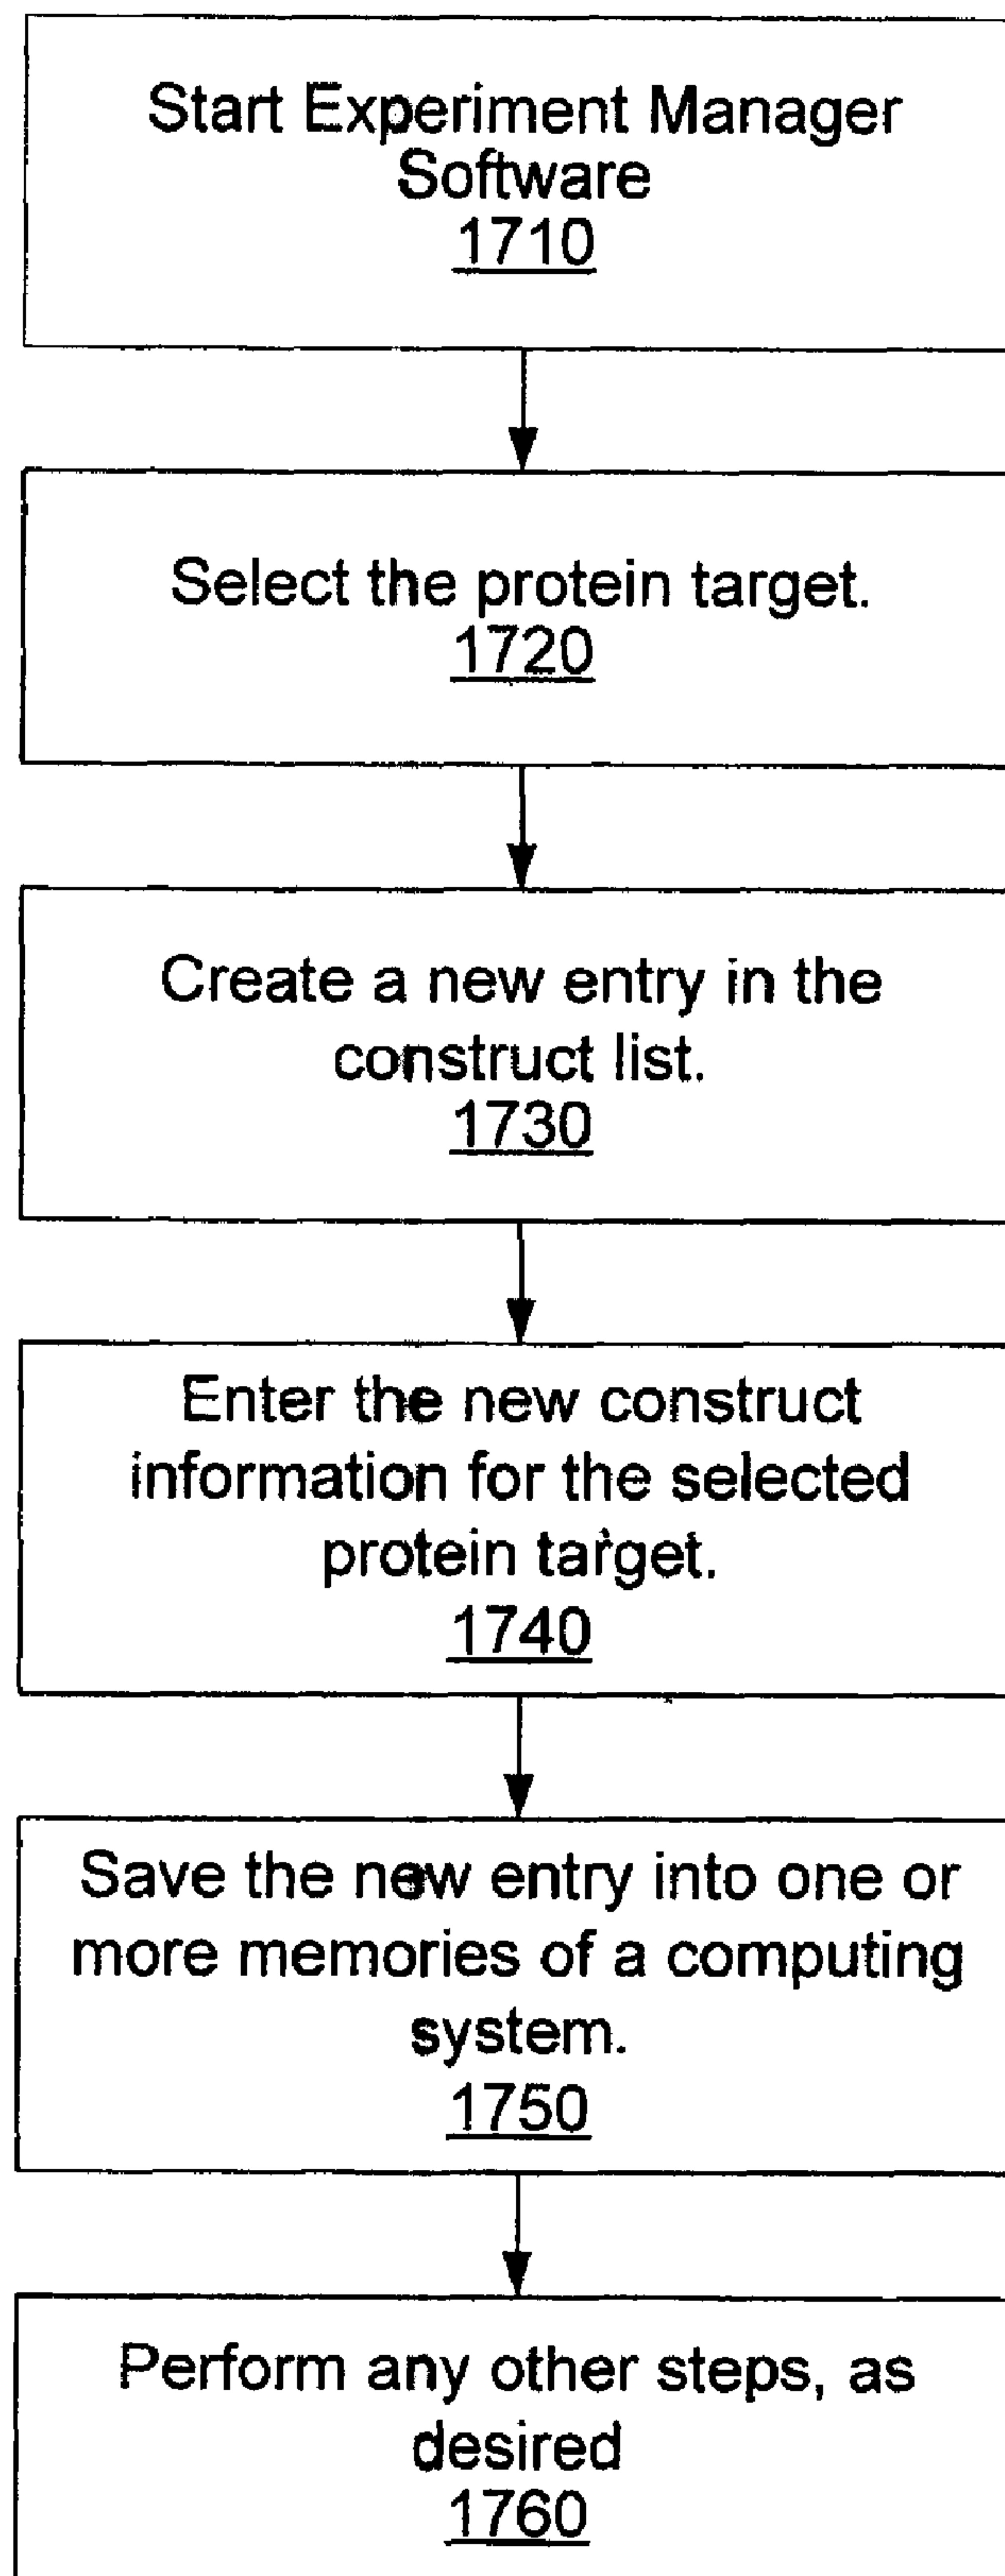 Start Experiment Manager
Software
1710
Select the protein target.
1720
Create a new entry in the
construct list.
1730
Enter the new construct
information for the selected
protein target.
1740
Save the new entry into one or
more memories of a computing
system.
1750
Perform any other steps, as
desired
1760